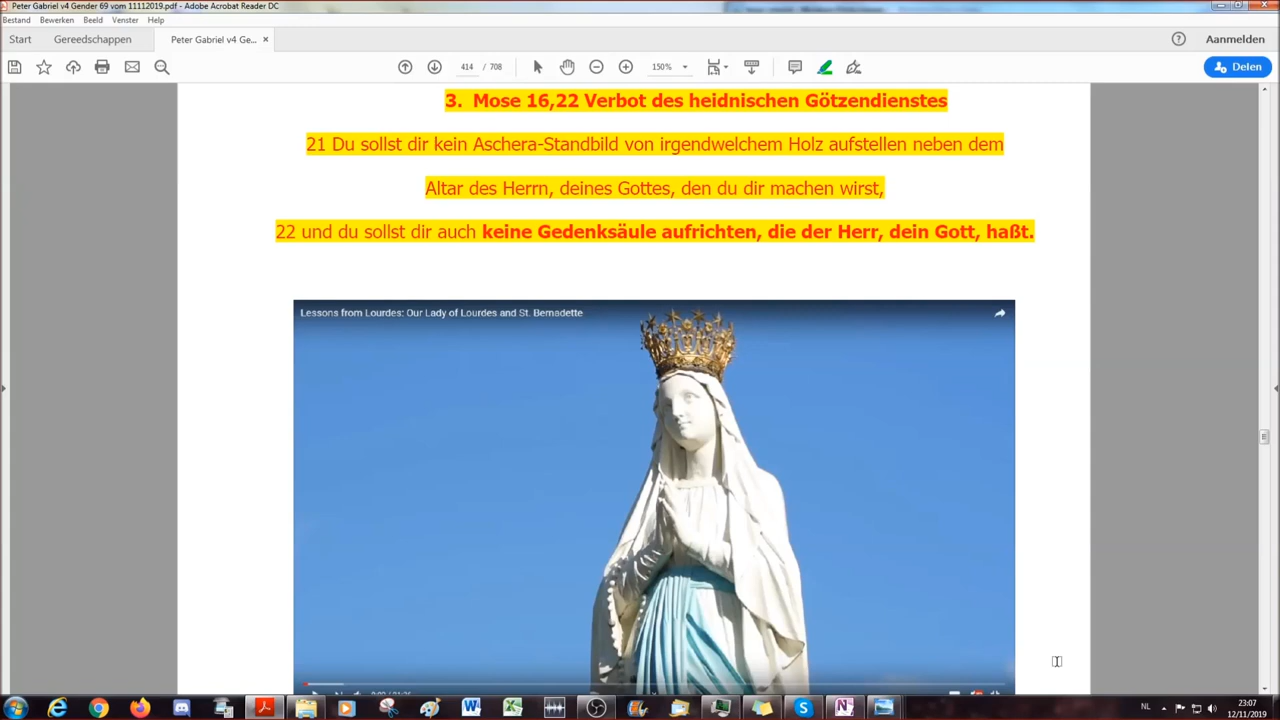 Peter Gabriel v4 Gender 69 vom 11112019.pdf - Adobe Acrobat Reader DC
Bestand Bewerken Beeld Venster Help
Start Gereedschappen Peter Gabriel v4 Ge... × Aanmelden
414 / 708 150% Delen
3. Mose 16,22 Verbot des heidnischen Götzendienstes
21 Du sollst dir kein Aschera-Standbild von irgendwelchem Holz aufstellen neben dem
Altar des Herrn, deines Gottes, den du dir machen wirst,
22 und du sollst dir auch keine Gedenksäule aufrichten, die der Herr, dein Gott, haßt.
Lessons from Lourdes: Our Lady of Lourdes and St. Bernadette
NL 23:07
12/11/2019